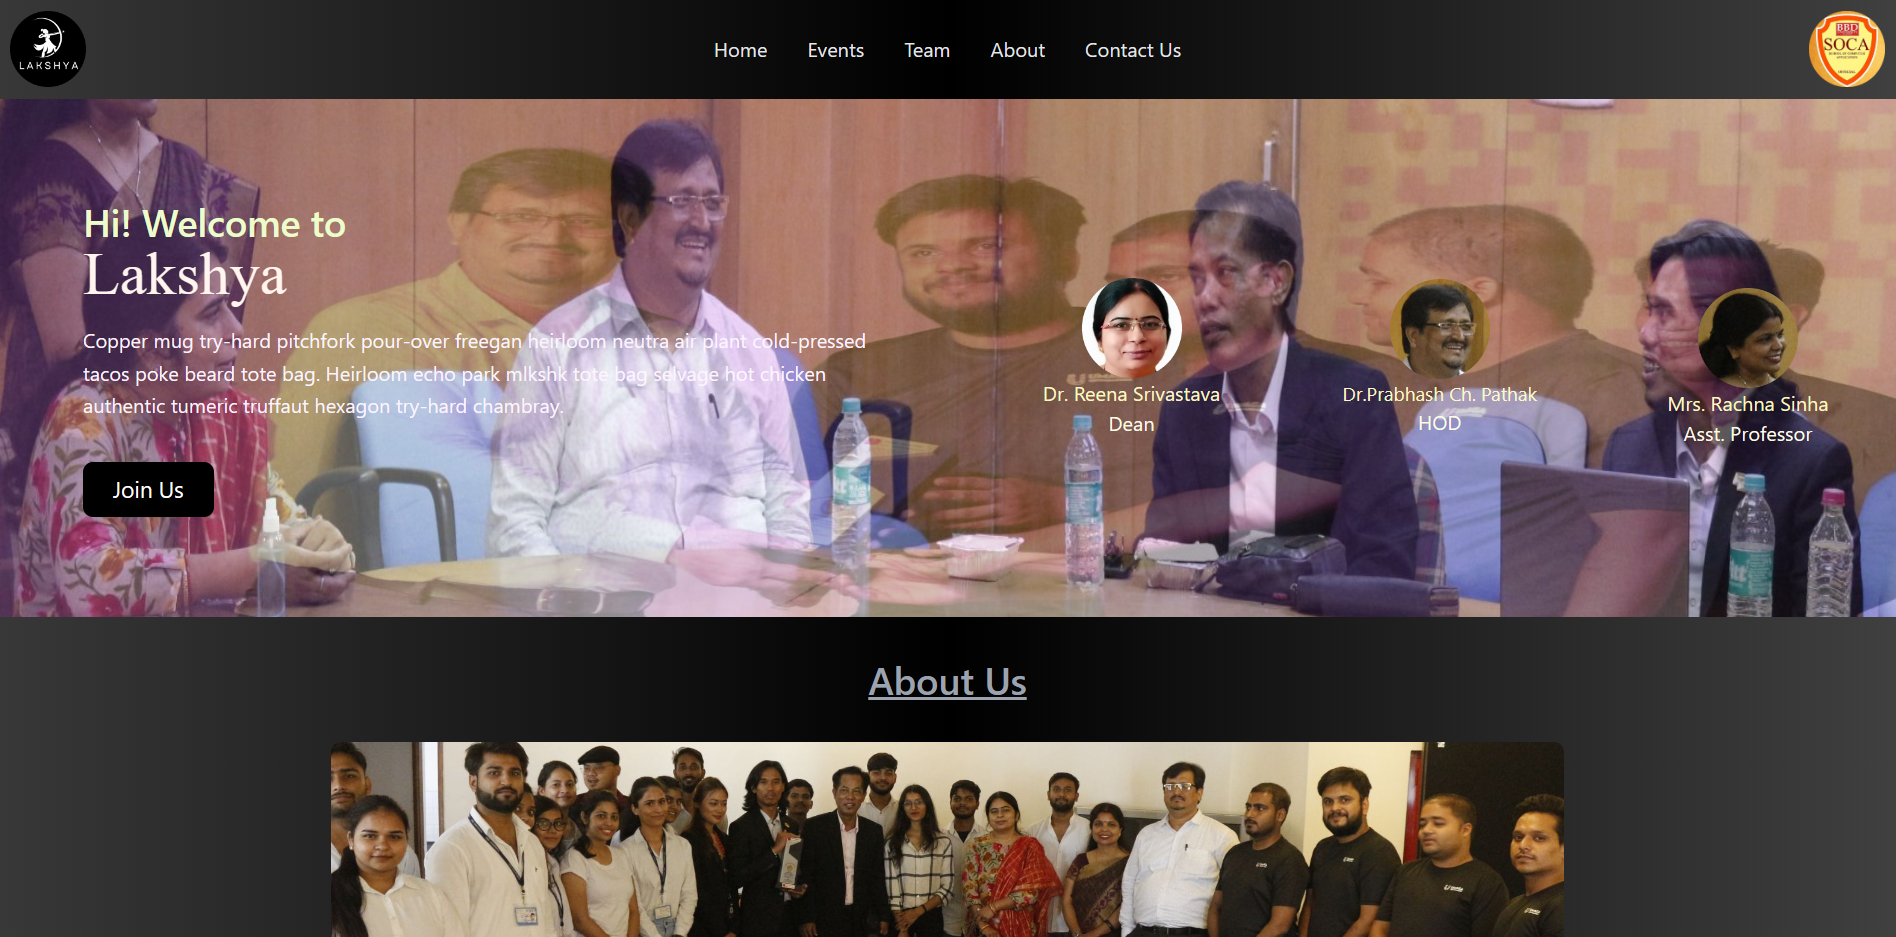 LAKSHYA
Home Events Team About Contact Us
BBD
SOCA
Hi! Welcome to
Lakshya
Copper mug try-hard pitchfork pour-over freegan heirloom neutra air plant cold-pressed
tacos poke beard tote bag. Heirloom echo park mlkshk tote bag selvage hot chicken
authentic tumeric truffaut hexagon try-hard chambray.
Join Us
Dr. Reena Srivastava
Dean
Dr.Prabhash Ch. Pathak
HOD
Mrs. Rachna Sinha
Asst. Professor
About Us